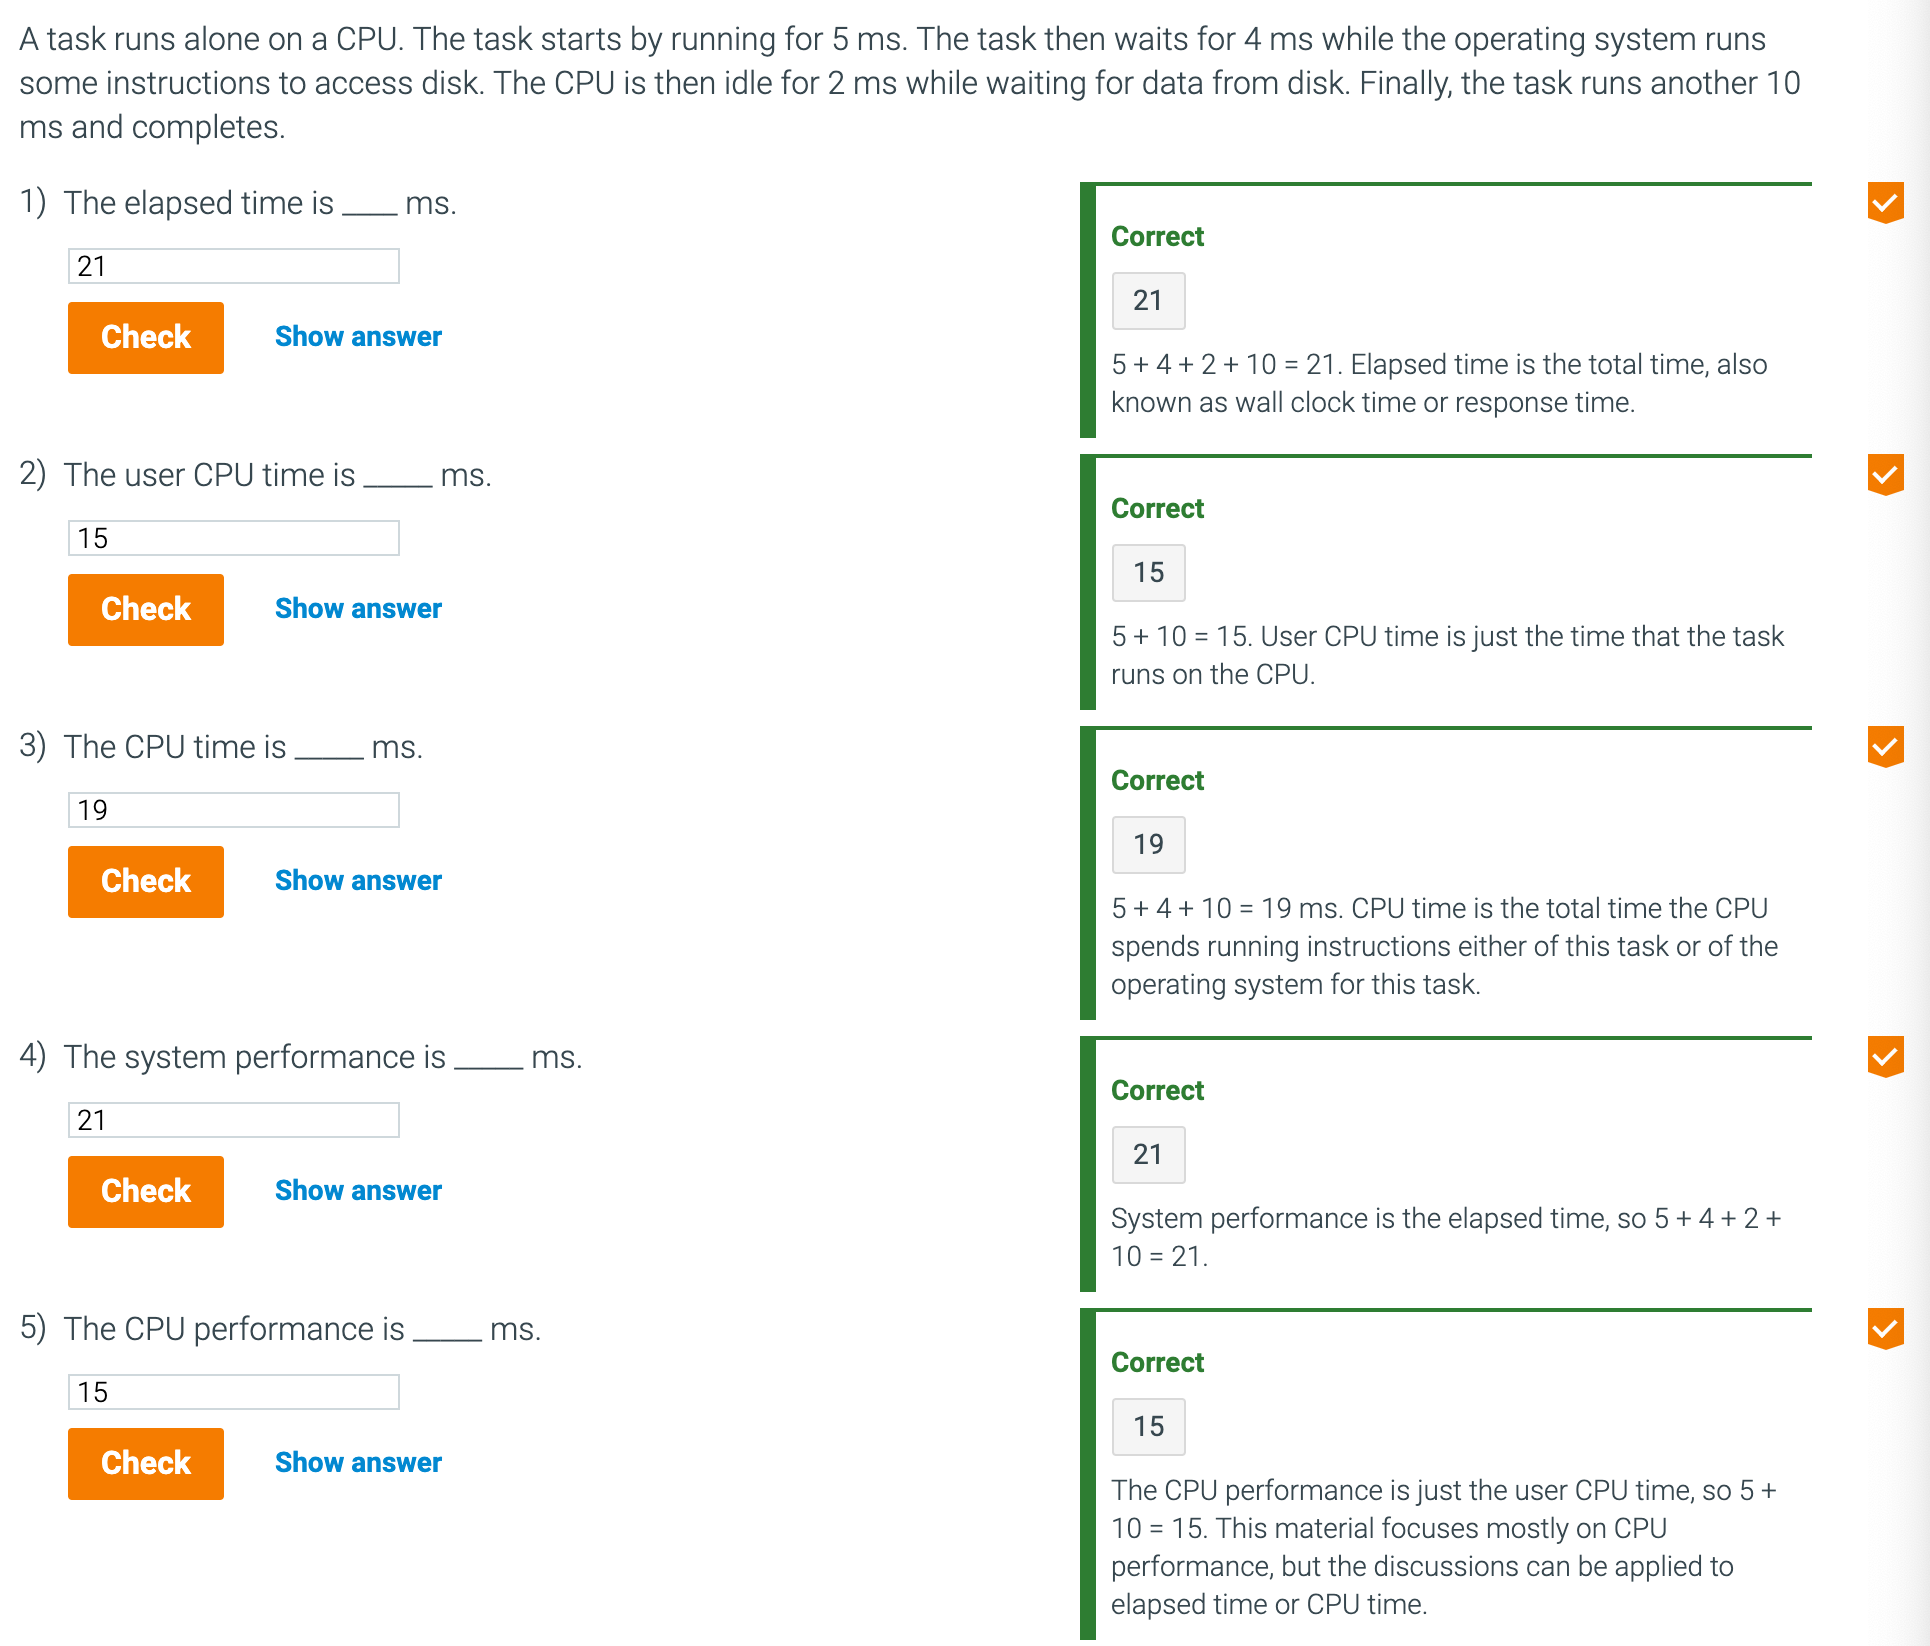 A task runs alone on a CPU. The task starts by running for 5 ms. The task then waits for 4 ms while the operating system runs
some instructions to access disk. The CPU is then idle for 2 ms while waiting for data from disk. Finally, the task runs another 10
ms and completes.
1) The elapsed time is ____ ms.
21
Check Show answer
Correct
21
5 + 4 + 2 + 10 = 21. Elapsed time is the total time, also
known as wall clock time or response time.
2) The user CPU time is _____ ms.
15
Check Show answer
Correct
15
5 + 10 = 15. User CPU time is just the time that the task
runs on the CPU.
3) The CPU time is _____ ms.
19
Check Show answer
Correct
19
5 + 4 + 10 = 19 ms. CPU time is the total time the CPU
spends running instructions either of this task or of the
operating system for this task.
4) The system performance is _____ ms.
21
Check Show answer
Correct
21
System performance is the elapsed time, so 5 + 4 + 2 +
10 = 21.
5) The CPU performance is _____ ms.
15
Check Show answer
Correct
15
The CPU performance is just the user CPU time, so 5 +
10 = 15. This material focuses mostly on CPU
performance, but the discussions can be applied to
elapsed time or CPU time.